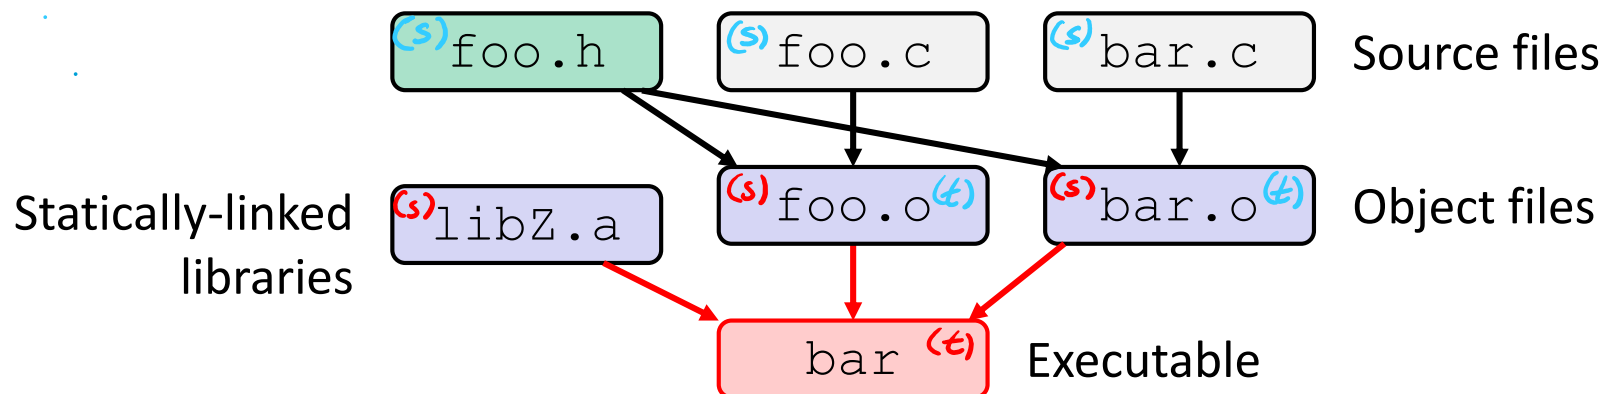 (s) foo.h (s) foo.c (s) bar.c Source files
Statically-linked
libraries
(s) libZ.a (s) foo.o (t) (s) bar.o (t) Object files
bar (t) Executable